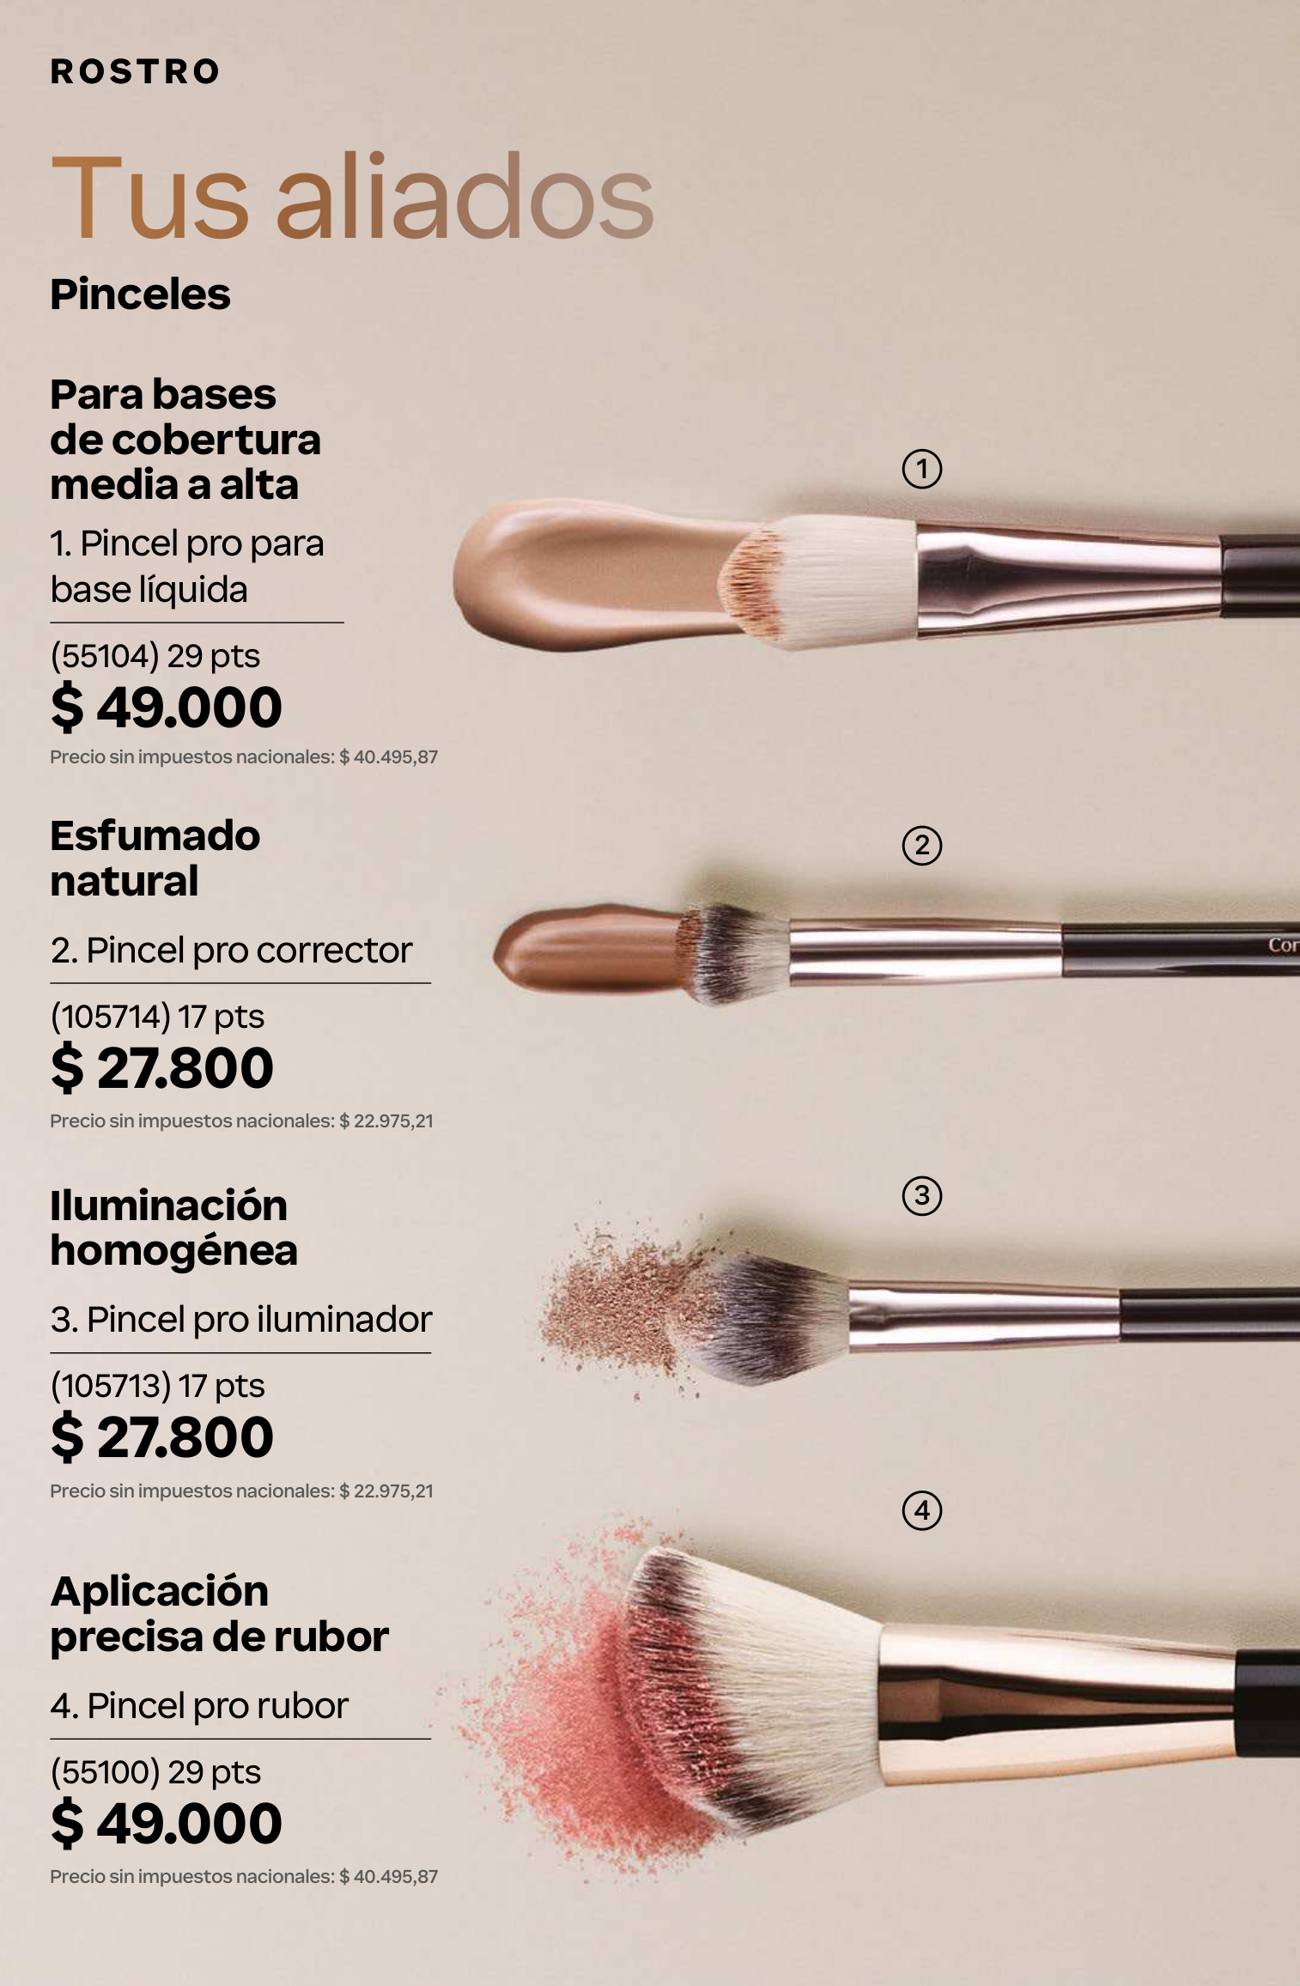 ROSTRO
Tus aliados
Pinceles
Para bases
de cobertura
media a alta
1. Pincel pro para
base líquida
(55104) 29 pts
$ 49.000
Precio sin impuestos nacionales: $ 40.495,87
1
Esfumado
natural
2. Pincel pro corrector
(105714) 17 pts
$ 27.800
Precio sin impuestos nacionales: $ 22.975,21
2
Cor
Iluminación
homogénea
3. Pincel pro iluminador
(105713) 17 pts
$ 27.800
Precio sin impuestos nacionales: $ 22.975,21
3
Aplicación
precisa de rubor
4. Pincel pro rubor
(55100) 29 pts
$ 49.000
Precio sin impuestos nacionales: $ 40.495,87
4